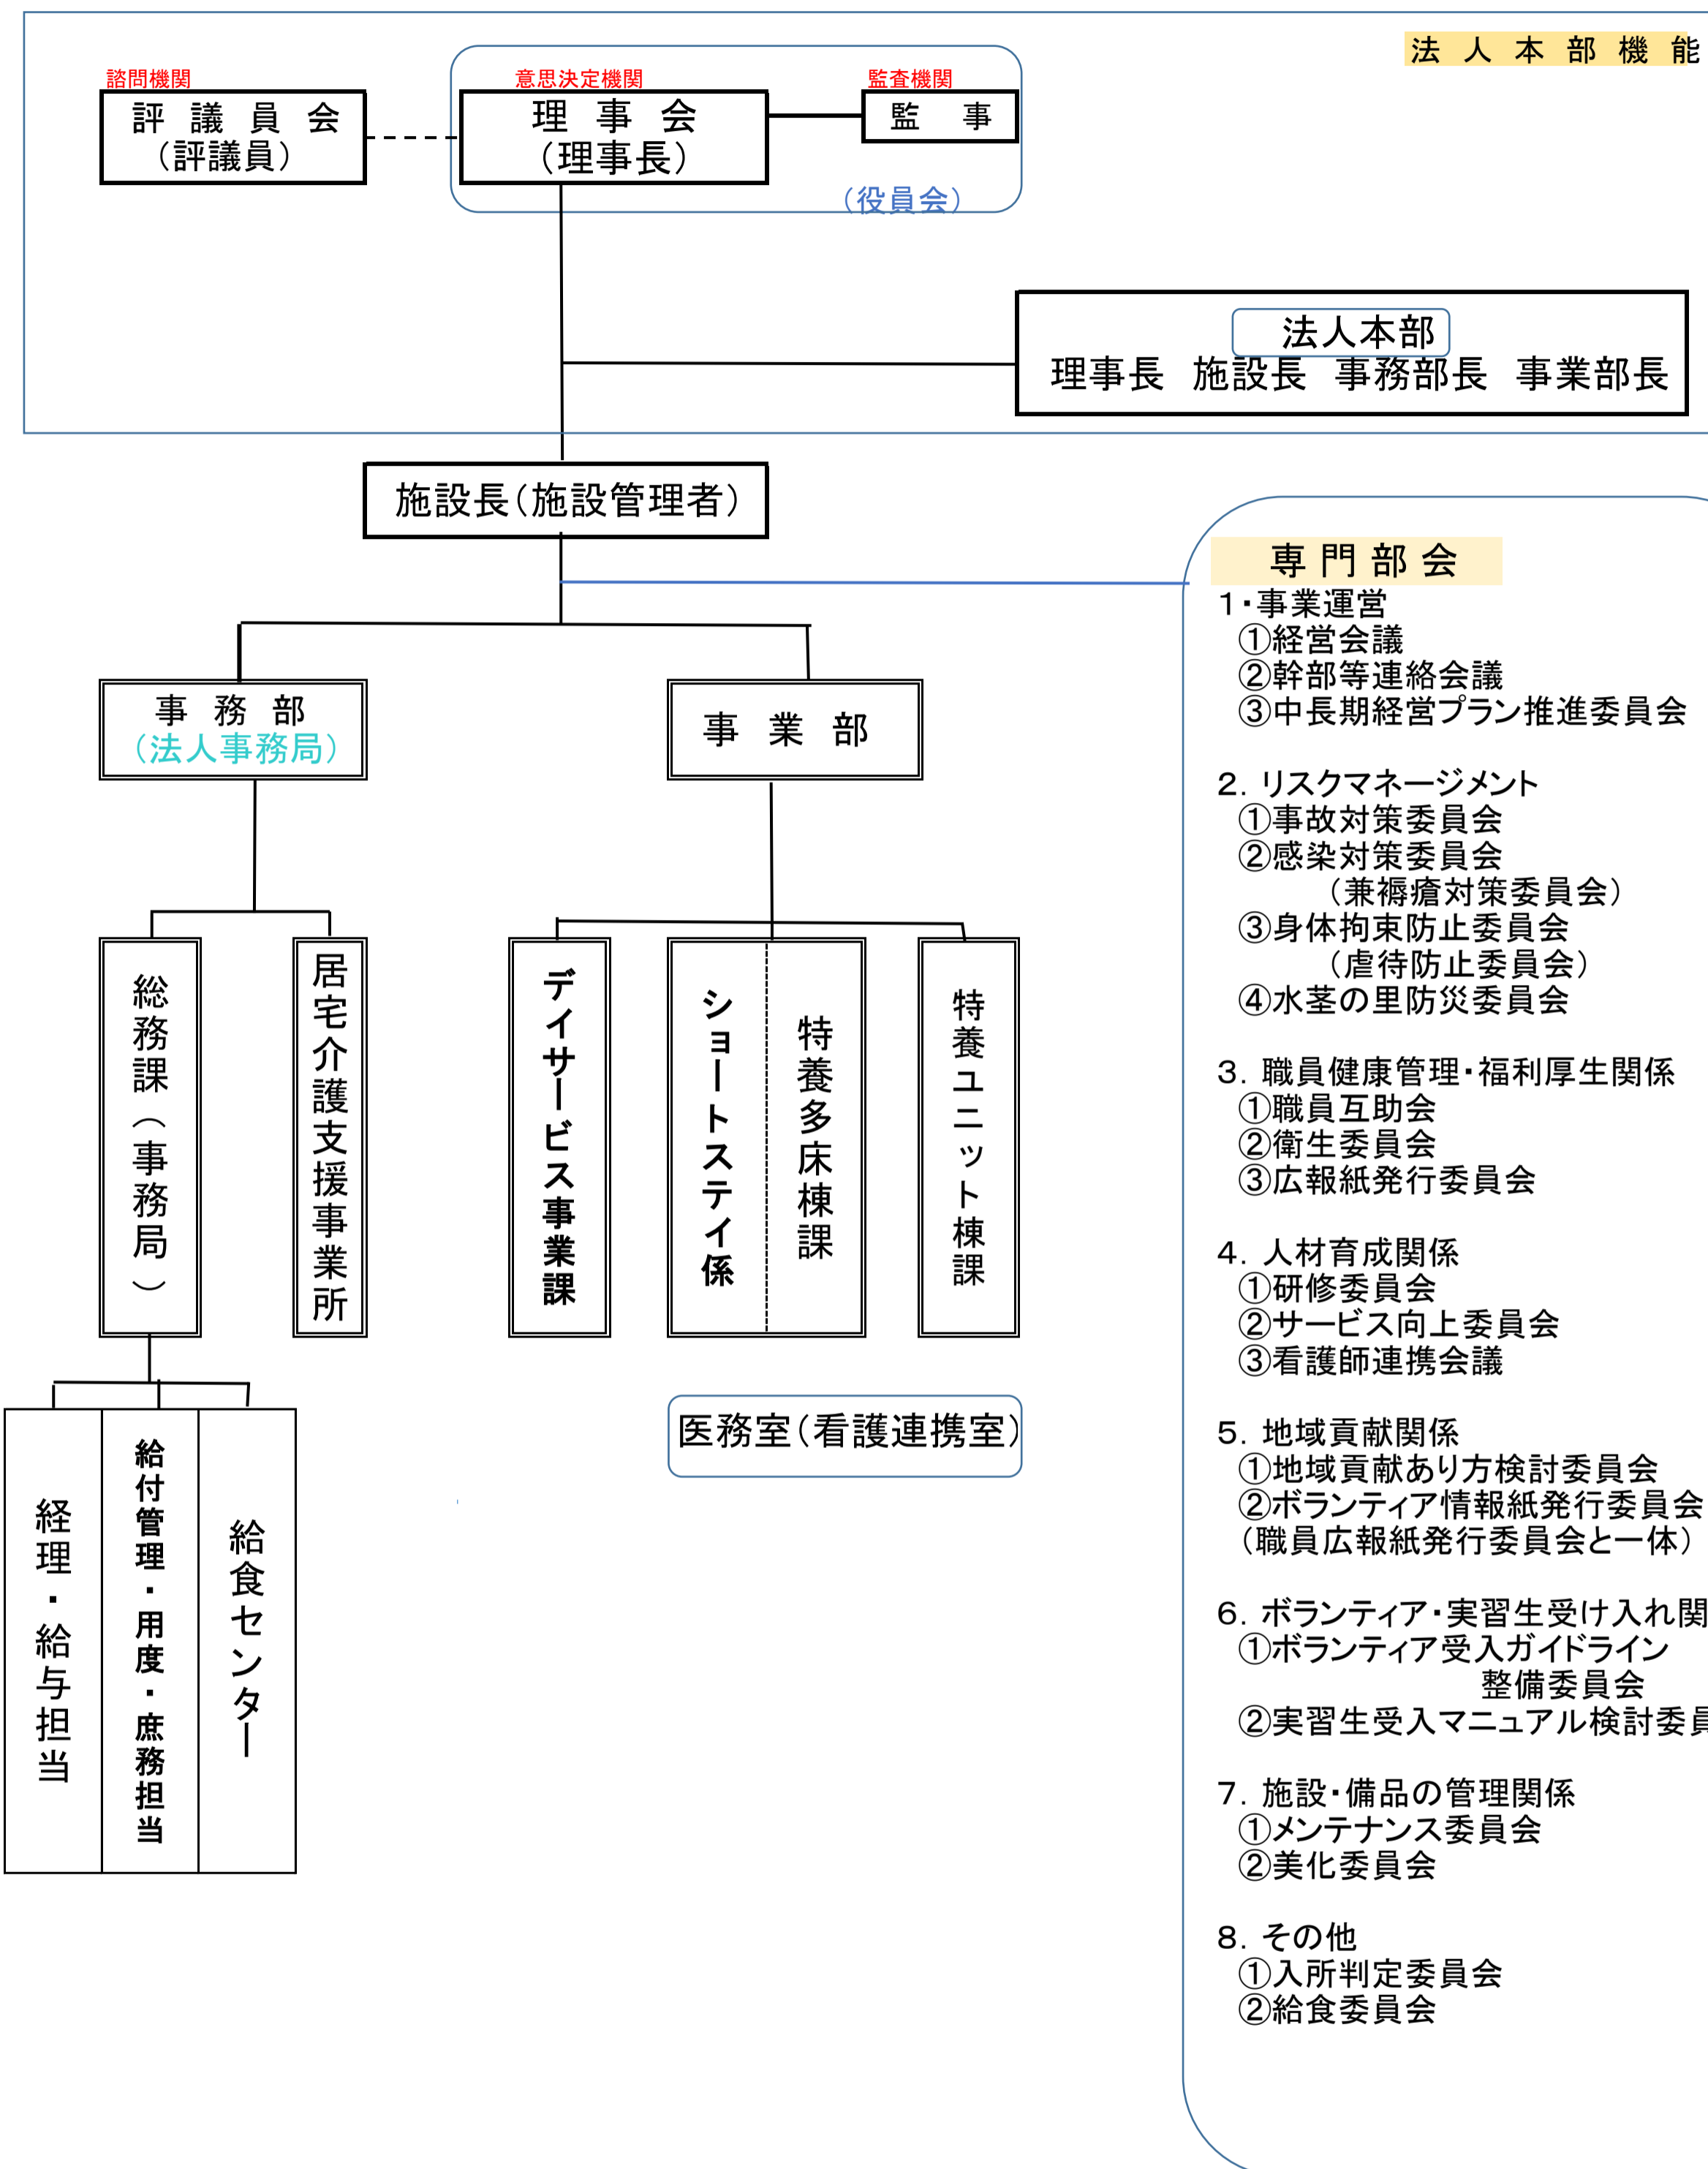 法人本部機能
諮問機関
意思決定機関
監査機関
評議員会
（評議員）
理事会
（理事長）
監事
（役員会）
法人本部
理事長 施設長 事務部長 事業部長
施設長（施設管理者）
事務部
（法人事務局）
事業部
総務課（事務局）
居宅介護支援事業所
デイサービス事業課
ショートステイ係
特養多床棟課
特養ユニット棟課
医務室（看護連携室）
経理・給与担当
給付管理・用度・庶務担当
給食センター
専門部会
１・事業運営
①経営会議
②幹部等連絡会議
③中長期経営プラン推進委員会
２．リスクマネージメント
①事故対策委員会
②感染対策委員会
（兼褥瘡対策委員会）
③身体拘束防止委員会
（虐待防止委員会）
④水茎の里防災委員会
３．職員健康管理・福利厚生関係
①職員互助会
②衛生委員会
③広報紙発行委員会
４．人材育成関係
①研修委員会
②サービス向上委員会
③看護師連携会議
５．地域貢献関係
①地域貢献あり方検討委員会
②ボランティア情報紙発行委員会
（職員広報紙発行委員会と一体）
６．ボランティア・実習生受け入れ関
①ボランティア受入ガイドライン
整備委員会
②実習生受入マニュアル検討委員
７．施設・備品の管理関係
①メンテナンス委員会
②美化委員会
８．その他
①入所判定委員会
②給食委員会